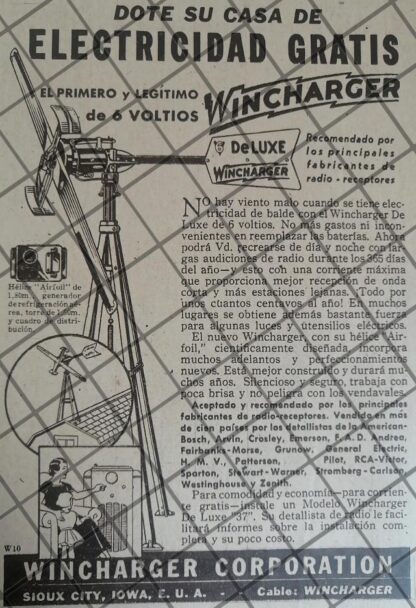 DOTE SU CASA DE
ELECTRICIDAD GRATIS
EL PRIMERO y LEGÍTIMO
de 6 VOLTIOS
WINCHARGER
DeLUXE
WINCHARGER
Recomendado por
los principales
fabricantes de
radio-receptores
No hay viento malo cuando se tiene elec-
tricidad de balde con el Wincharger De
Luxe de 6 voltios. No más gastos ni incon-
venientes en reemplazar las baterías. Ahora
podrá Vd. recrearse de día y noche con lar-
gas audiciones de radio durante los 365 días
del año—y esto con una corriente máxima
que proporciona mejor recepción de onda
corta y más estaciones lejanas. ¡Todo por
unos cuantos centavos al año! En muchos
lugares se obtiene además bastante fuerza
para algunas luces y utensilios eléctricos.
El nuevo Wincharger, con su hélice "Air-
foil," científicamente diseñada, incorpora
muchos adelantos y perfeccionamientos
nuevos. Está mejor construído y durará mu-
chos años. Silencioso y seguro, trabaja con
poca brisa y no peligra con los vendavales.
Aceptado y recomendado por los principales
fabricantes de radio-receptores. Venden en más
de cien países por los detallistas de la American-
Bosch, Arvin, Crosley, Emerson, F. A. D. Andrea,
Fairbanks-Morse, Grunow, General Electric,
H. M. V., Patterson, Pilot, RCA-Victor,
Sparton, Stewart-Warner, Stromberg-Carlson,
Westinghouse y Zenith.
Para comodidad y economía—para corrien-
te gratis—instale un Modelo Wincharger
De Luxe "37". Su detallista de radio le faci-
litará informes sobre la instalación com-
pleta y su poco costo.
Hélice "Airfoil" de
1.80m., generador
de refrigeración aé-
rea, torre de 1.50m.
y cuadro de distri-
bución.
W10
WINCHARGER CORPORATION
SIOUX CITY, IOWA, E. U. A. - Cable: WINCHARGER